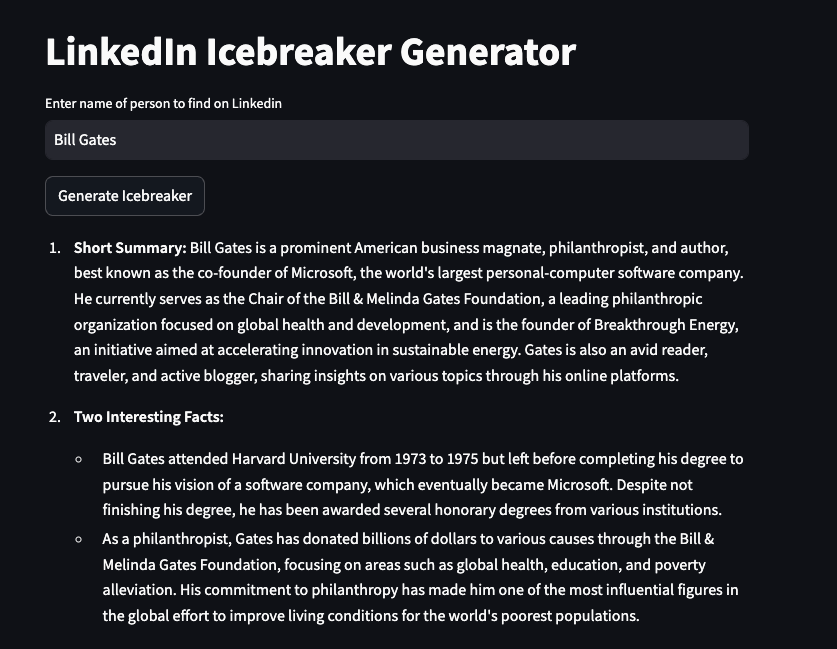 LinkedIn Icebreaker Generator
Enter name of person to find on Linkedin
Bill Gates
Generate Icebreaker
1. Short Summary: Bill Gates is a prominent American business magnate, philanthropist, and author,
best known as the co-founder of Microsoft, the world's largest personal-computer software company.
He currently serves as the Chair of the Bill & Melinda Gates Foundation, a leading philanthropic
organization focused on global health and development, and is the founder of Breakthrough Energy,
an initiative aimed at accelerating innovation in sustainable energy. Gates is also an avid reader,
traveler, and active blogger, sharing insights on various topics through his online platforms.
2. Two Interesting Facts:
◦ Bill Gates attended Harvard University from 1973 to 1975 but left before completing his degree to
pursue his vision of a software company, which eventually became Microsoft. Despite not
finishing his degree, he has been awarded several honorary degrees from various institutions.
◦ As a philanthropist, Gates has donated billions of dollars to various causes through the Bill &
Melinda Gates Foundation, focusing on areas such as global health, education, and poverty
alleviation. His commitment to philanthropy has made him one of the most influential figures in
the global effort to improve living conditions for the world's poorest populations.